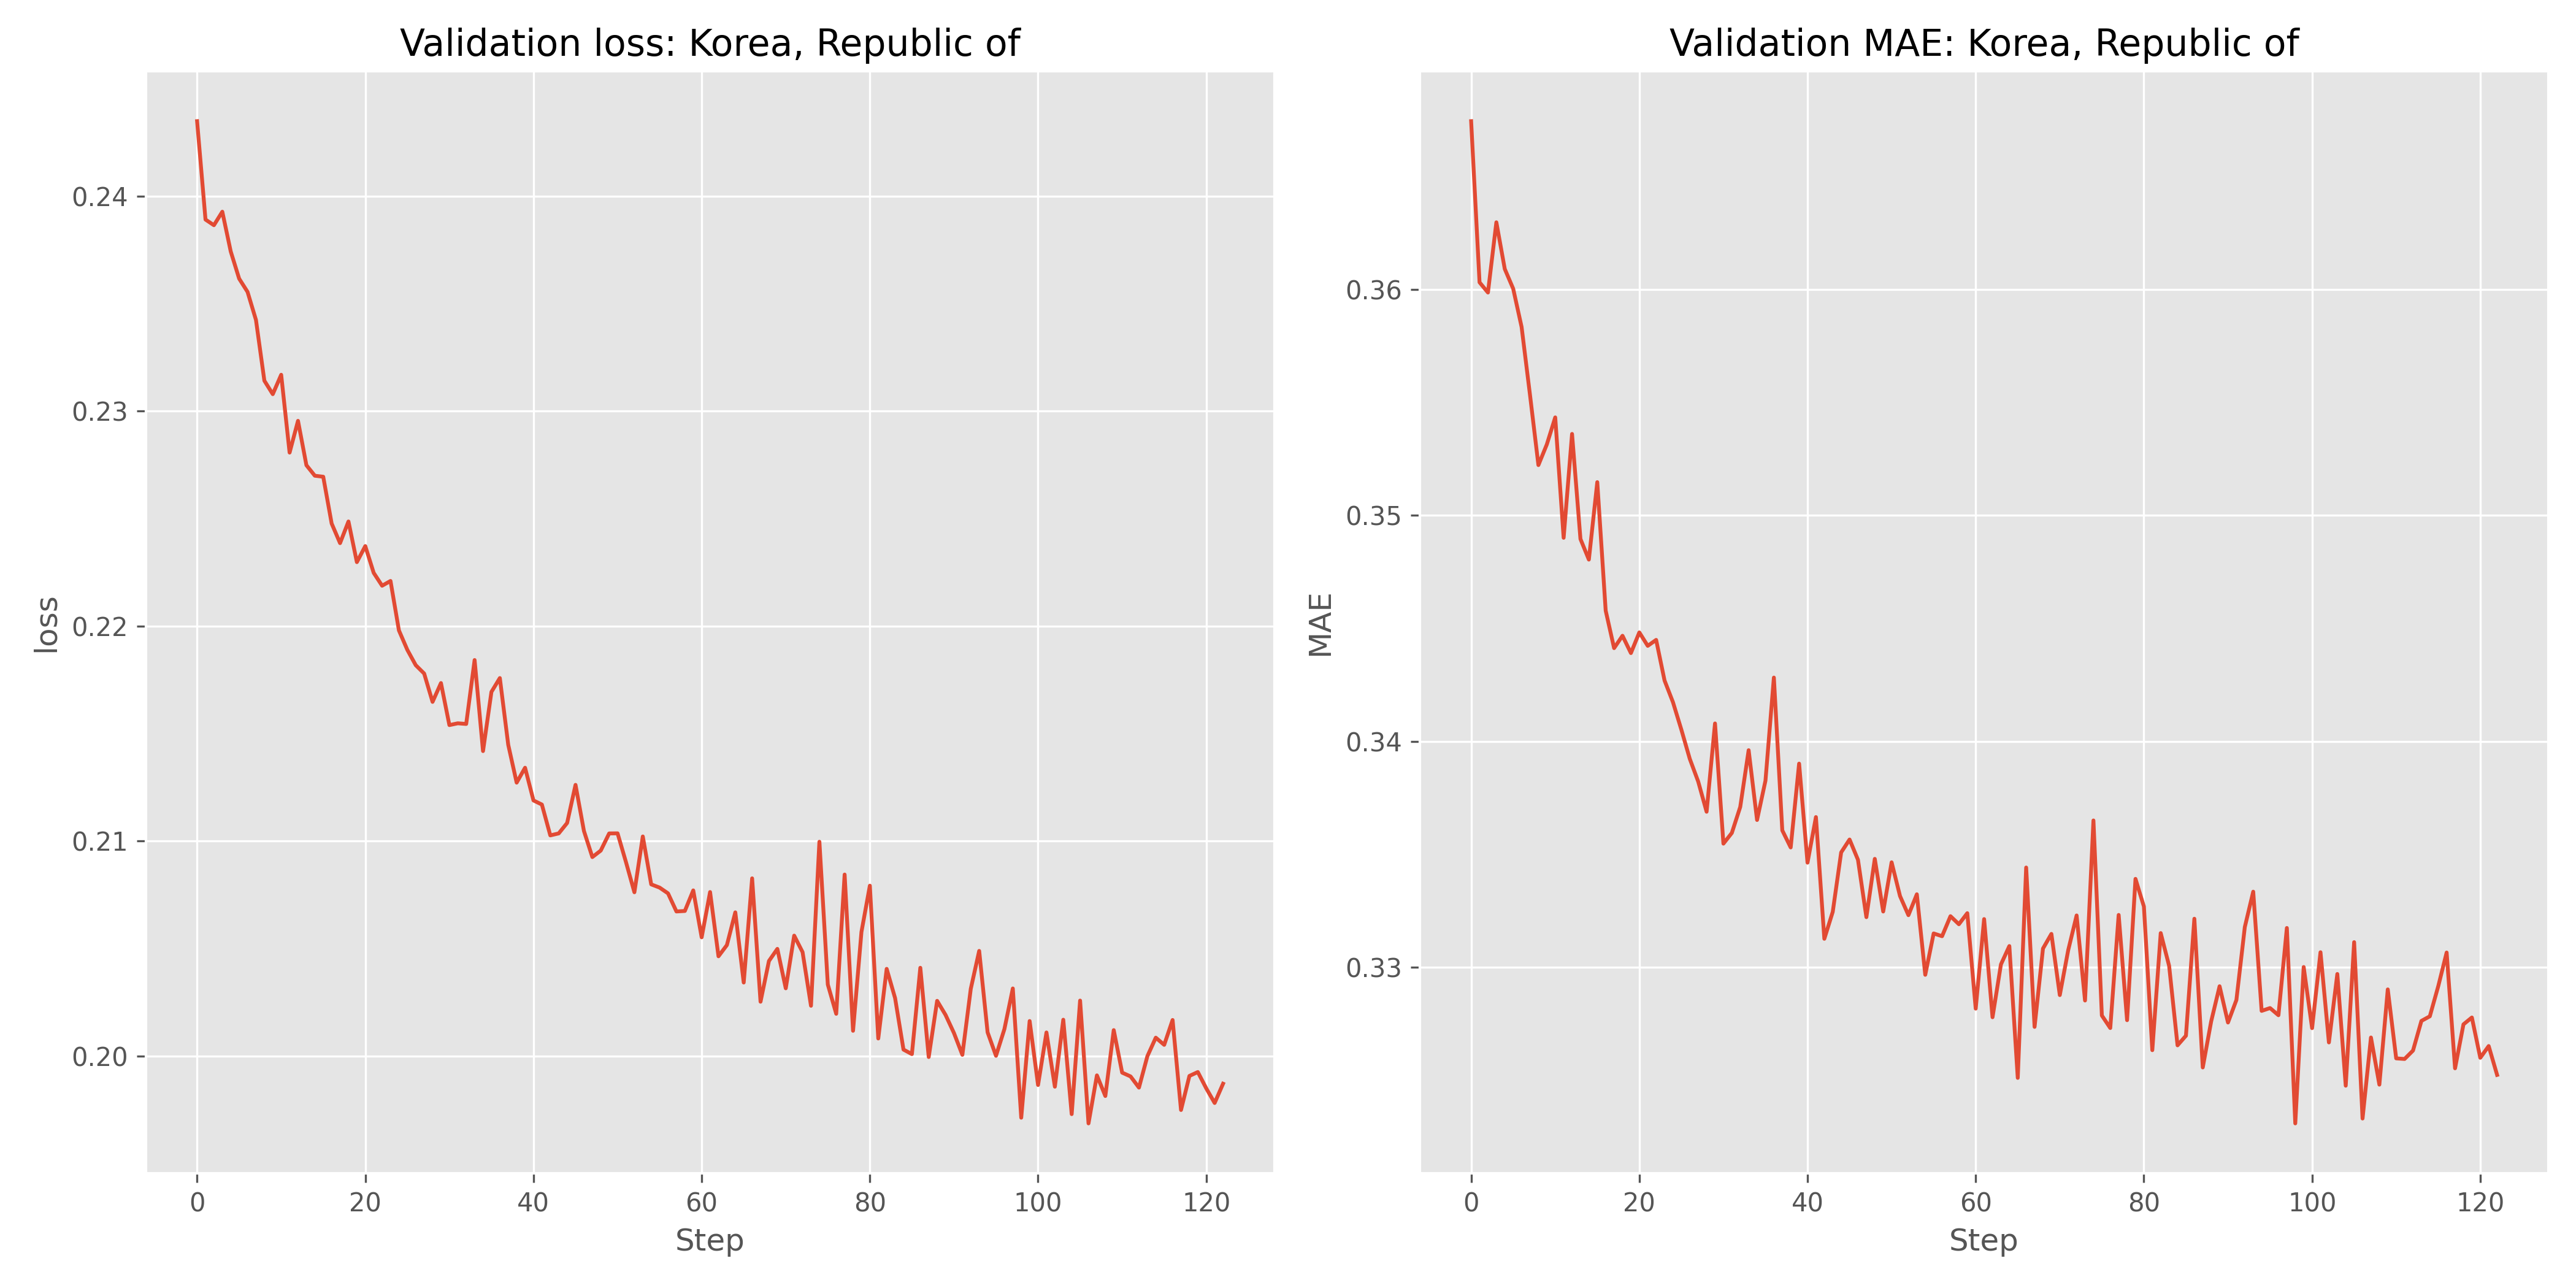 Validation loss: Korea, Republic of
loss
0.24
0.23
0.22
0.21
0.20
0 20 40 60 80 100 120
Step
Validation MAE: Korea, Republic of
MAE
0.36
0.35
0.34
0.33
0 20 40 60 80 100 120
Step